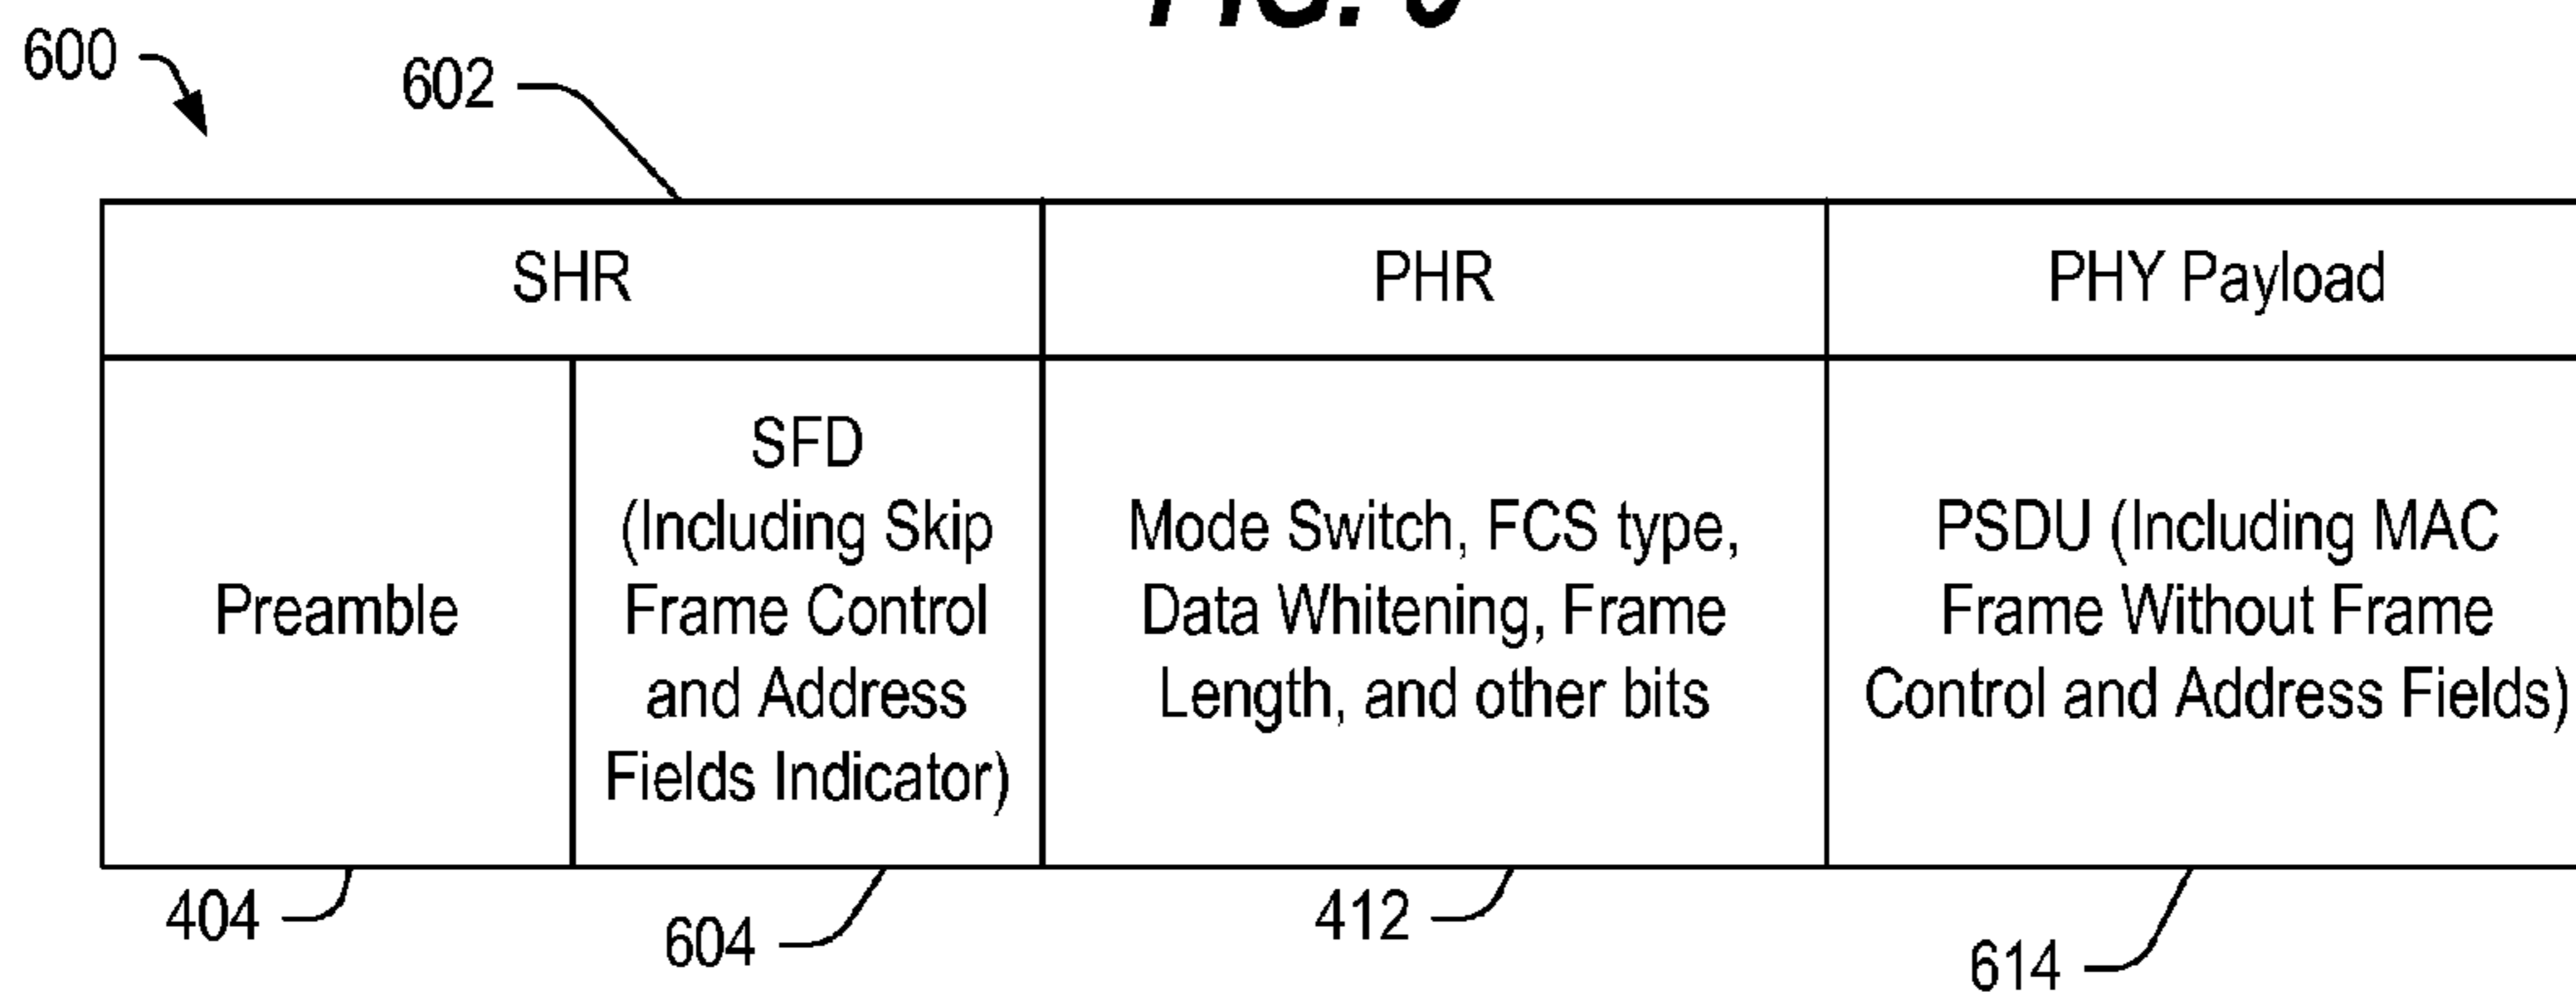 FIG.
600
602
SHR
PHR
PHY Payload
Preamble
SFD
(Including Skip
Frame Control
and Address
Fields Indicator)
Mode Switch, FCS type,
Data Whitening, Frame
Length, and other bits
PSDU (Including MAC
Frame Without Frame
Control and Address Fields)
404
604
412
614